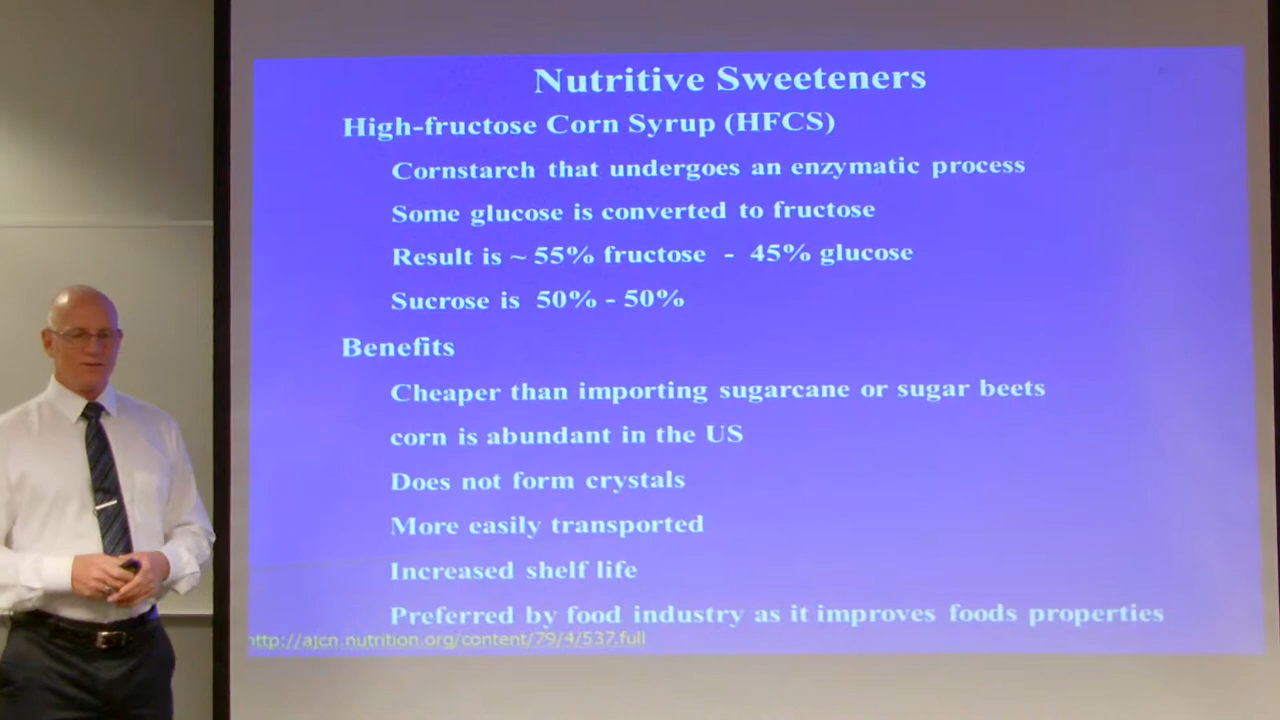 Nutritive Sweeteners
High-fructose Corn Syrup (HFCS)
Cornstarch that undergoes an enzymatic process
Some glucose is converted to fructose
Result is ~ 55% fructose - 45% glucose
Sucrose is 50% - 50%
Benefits
Cheaper than importing sugarcane or sugar beets
corn is abundant in the US
Does not form crystals
More easily transported
Increased shelf life
Preferred by food industry as it improves foods properties
http://ajcn.nutrition.org/content/79/4/537.full